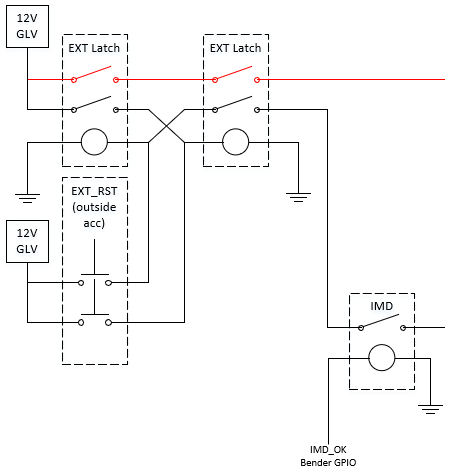 12V
GLV
EXT Latch
EXT Latch
EXT_RST
(outside
acc)
12V
GLV
IMD
IMD_OK
Bender GPIO